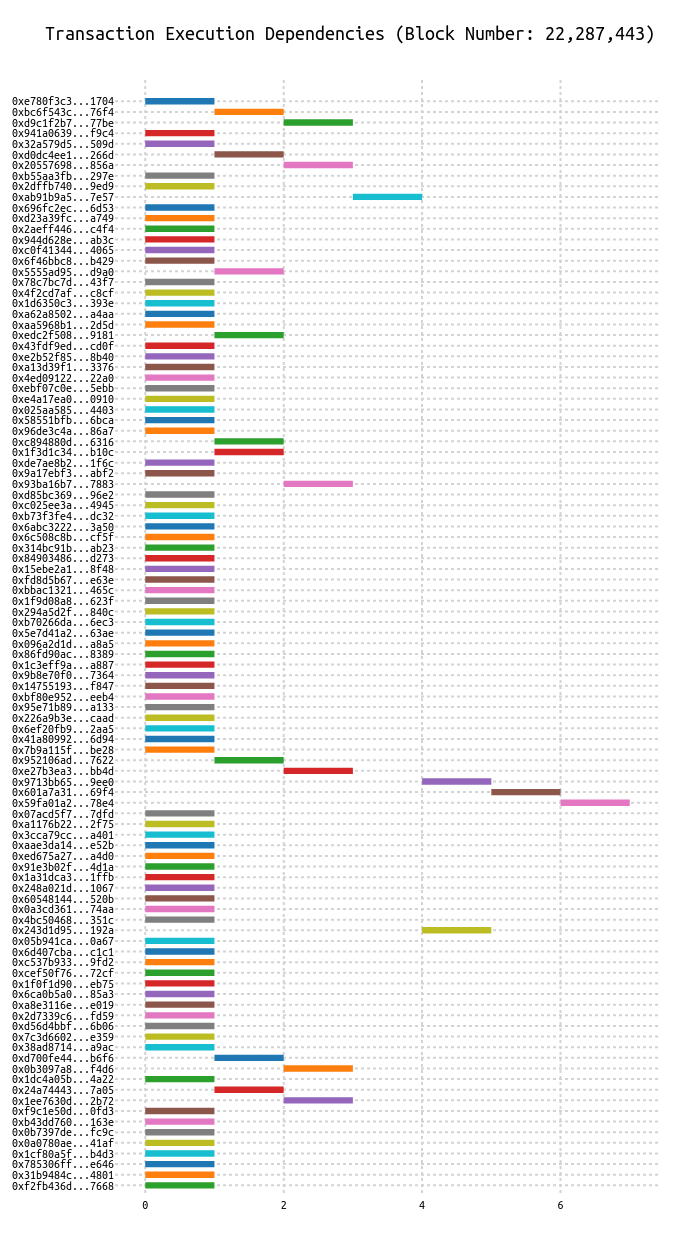 Transaction Execution Dependencies (Block Number: 22,287,443)
0xe780f3c3...1704
0xbc6f543c...76f4
0xd9c1f2b7...77be
0x941a0639...f9c4
0x32a579d5...509d
0xd0dc4ee1...266d
0x20557698...856a
0xb55aa3fb...297e
0x2dffb740...9ed9
0xab91b9a5...7e57
0x696fc2ec...6d53
0xd23a39fc...a749
0x2aeff446...c4f4
0x944d628e...ab3c
0xc0f41344...4065
0x6f46bbc8...b429
0x5555ad95...d9a0
0x78c7bc7d...43f7
0x4f2cd7af...c8cf
0x1d6350c3...393e
0xa62a8502...a4aa
0xaa5968b1...2d5d
0xedc2f508...9181
0x43fdf9ed...cd0f
0xe2b52f85...8b40
0xa13d39f1...3376
0x4ed09122...22a0
0xebf07c0e...5ebb
0xe4a17ea0...0910
0x025aa585...4403
0x58551bfb...6bca
0x96de3c4a...86a7
0xc894880d...6316
0x1f3d1c34...b10c
0xde7ae8b2...1f6c
0x9a17ebf3...abf2
0x93ba16b7...7883
0xd85bc369...96e2
0xc025ee3a...4945
0xb73f3fe4...dc32
0x6abc3222...3a50
0x6c508c8b...cf5f
0x314bc91b...ab23
0x84903486...d273
0x15ebe2a1...8f48
0xfd8d5b67...e63e
0xbbac1321...465c
0x1f9d08a8...623f
0x294a5d2f...840c
0xb70266da...6ec3
0x5e7d41a2...63ae
0x096a2d1d...a8a5
0x86fd90ac...8389
0x1c3eff9a...a887
0x9b8e70f0...7364
0x14755193...f847
0xbf80e952...eeb4
0x95e71b89...a133
0x226a9b3e...caad
0x6ef20fb9...2aa5
0x41a80992...6d94
0x7b9a115f...be28
0x952106ad...7622
0xe27b3ea3...bb4d
0x9713bb65...9ee0
0x601a7a31...69f4
0x59fa01a2...78e4
0x07acd5f7...7dfd
0xa1176b22...2f75
0x3cca79cc...a401
0xaae3da14...e52b
0xed675a27...a4d0
0x91e3b02f...4d1a
0x1a31dca3...1ffb
0x248a021d...1067
0x60548144...520b
0x0a3cd361...74aa
0x4bc50468...351c
0x243d1d95...192a
0x05b941ca...0a67
0x6d407cba...c1c1
0xc537b933...9fd2
0xcef50f76...72cf
0x1f0f1d90...eb75
0x6ca0b5a0...85a3
0xa8e3116e...e019
0x2d7339c6...fd59
0xd56d4bbf...6b06
0x7c3d6602...e359
0x38ad8714...a9ac
0xd700fe44...b6f6
0x0b3097a8...f4d6
0x1dc4a05b...4a22
0x24a74443...7a05
0x1ee7630d...2b72
0xf9c1e50d...0fd3
0xb43dd760...163e
0x0b7397de...fc9c
0x0a0780ae...41af
0x1cf80a5f...b4d3
0x785306ff...e646
0x31b9484c...4801
0xf2fb436d...7668
0 2 4 6